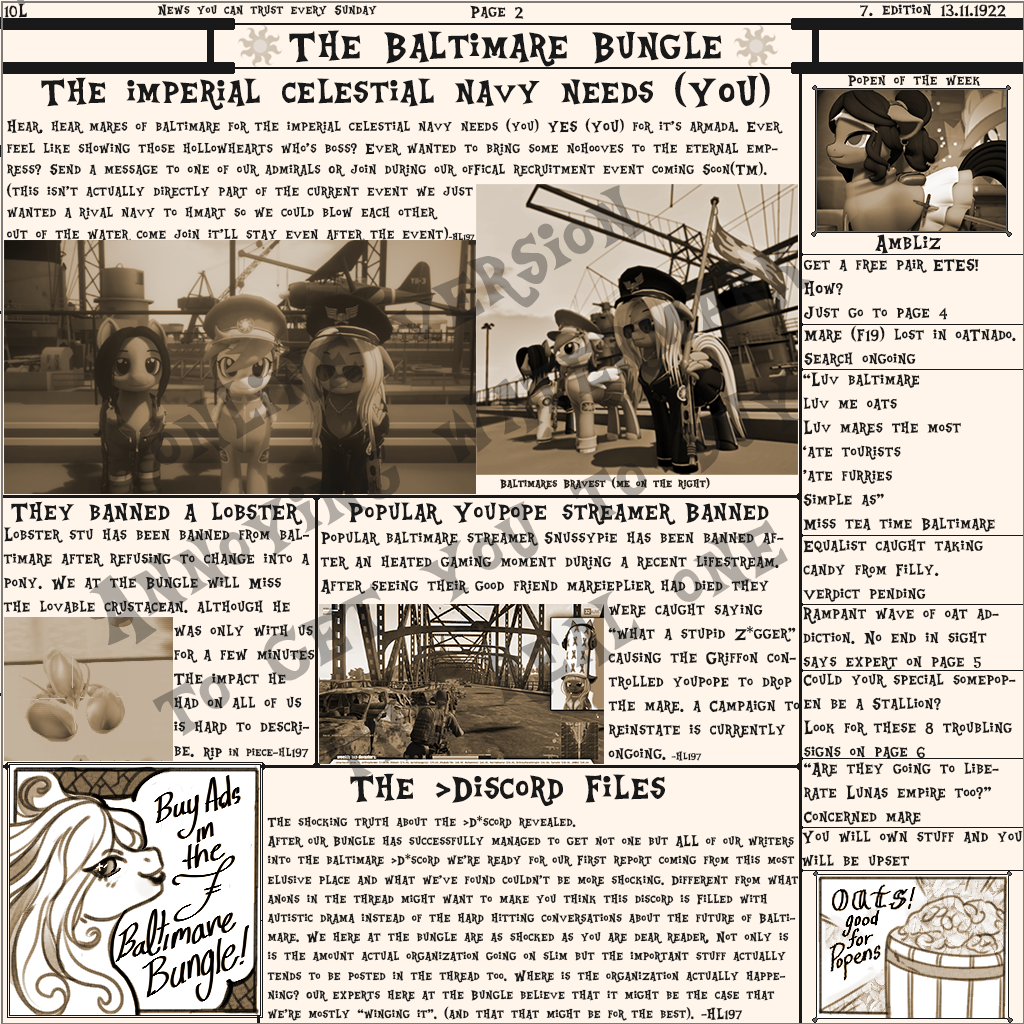 10L
News you can trust every Sunday
Page 2
7. Edition 13.11.1922
The Baltimare Bungle
The imperial celestial navy needs (YoU)
Hear, hear mares of baltimare for the imperial celestial navy needs (you) YES (YOU) for it's armada. Ever
feel like showing those hollowhearts who's boss? Ever wanted to bring some nohooves to the eternal emp-
ress? Send a message to one of our admirals or join during our offical recruitment event coming Soon(TM).
(this isn't actually directly part of the current event we just
wanted a rival navy to Hmart so we could blow each other
out of the water come join it'll stay even after the event)-HL197
Baltimares bravest (me on the right)
They banned a lobster
Lobster stu has been banned from bal-
timare after refusing to change into a
pony. We at the bungle will miss
the lovable crustacean. although he
was only with us
for a few minutes
the impact he
had on all of us
is hard to descri-
be. rip in piece-HL197
Popular Youpope streamer Banned
Popular baltimare streamer Snussypie has been banned af-
ter an heated gaming moment during a recent lifestream.
After seeing their good friend mareieplier had died they
were caught saying
"what a stupid z*gger"
causing the Griffon con-
trolled youpope to drop
the mare. a campaign to
reinstate is currently
ongoing. -HL197
Buy Ads
in
the
Baltimare
Bungle!
The >Discord Files
The shocking truth about the >d*scord revealed.
After our bungle has successfully managed to get not one but ALL of our writers
into the baltimare >d*scord we're ready for our first report coming from this most
elusive place and what we've found couldn't be more shocking. Different from what
anons in the thread might want to make you think this discord is filled with
autistic drama instead of the hard hitting conversations about the future of Balti-
mare. We here at the bungle are as shocked as you are dear reader. Not only is
is the amount actual organization going on slim but the important stuff actually
tends to be posted in the thread too. Where is the organization actually happe-
ning? our experts here at the Bungle believe that it might be the case that
we're mostly "winging it". (and that that might be for the best). -HL197
Popen of the week
Ambliz
get a free pair ETES!
How?
Just go to page 4
Mare (F19) lost in oatnado.
Search ongoing
"Luv baltimare
Luv me oats
Luv mares the most
'ate tourists
'ate furries
simple as"
Miss tea time Baltimare
Equalist caught taking
candy from filly.
verdict pending
Rampant wave of oat ad-
diction. No end in sight
says expert on page 5
Could your special somepop-
en be a Stallion?
Look for these 8 troubling
signs on page 6
"Are they going to libe-
rate Lunas empire too?"
Concerned mare
You will own stuff and you
will be upset
oats!
good
for
Popens